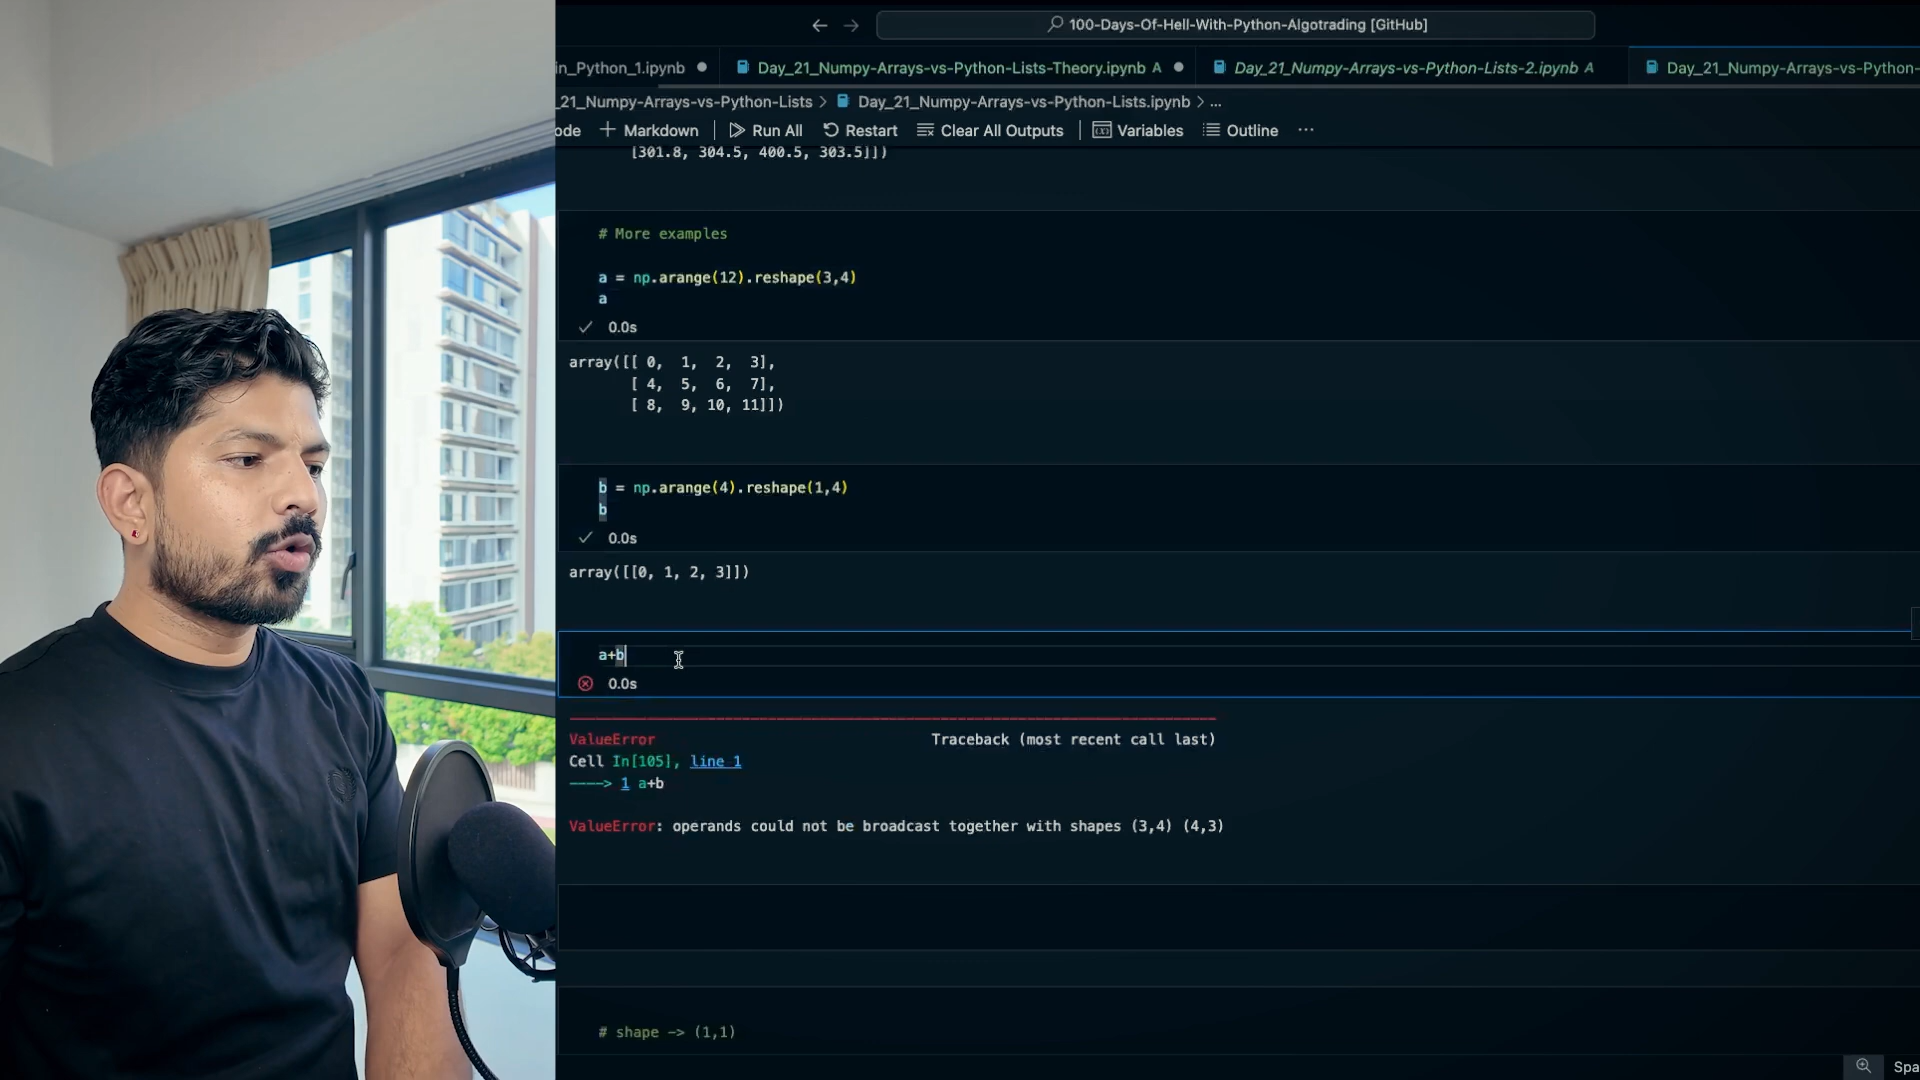 100-Days-Of-Hell-With-Python-Algotrading [GitHub]
in_Python_1.ipynb
Day_21_Numpy-Arrays-vs-Python-Lists-Theory.ipynb A
Day_21_Numpy-Arrays-vs-Python-Lists-2.ipynb A
Day_21_Numpy-Arrays-vs-Python-
_21_Numpy-Arrays-vs-Python-Lists > Day_21_Numpy-Arrays-vs-Python-Lists.ipynb > ...
ode + Markdown Run All Restart Clear All Outputs Variables Outline ...
[301.8, 304.5, 400.5, 303.5]])
# More examples
a = np.arange(12).reshape(3,4)
a
0.0s
array([[ 0, 1, 2, 3],
[ 4, 5, 6, 7],
[ 8, 9, 10, 11]])
b = np.arange(4).reshape(1,4)
b
0.0s
array([[0, 1, 2, 3]])
a+b
0.0s
ValueError Traceback (most recent call last)
Cell In[105], line 1
----> 1 a+b
ValueError: operands could not be broadcast together with shapes (3,4) (4,3)
# shape -> (1,1)
Spa